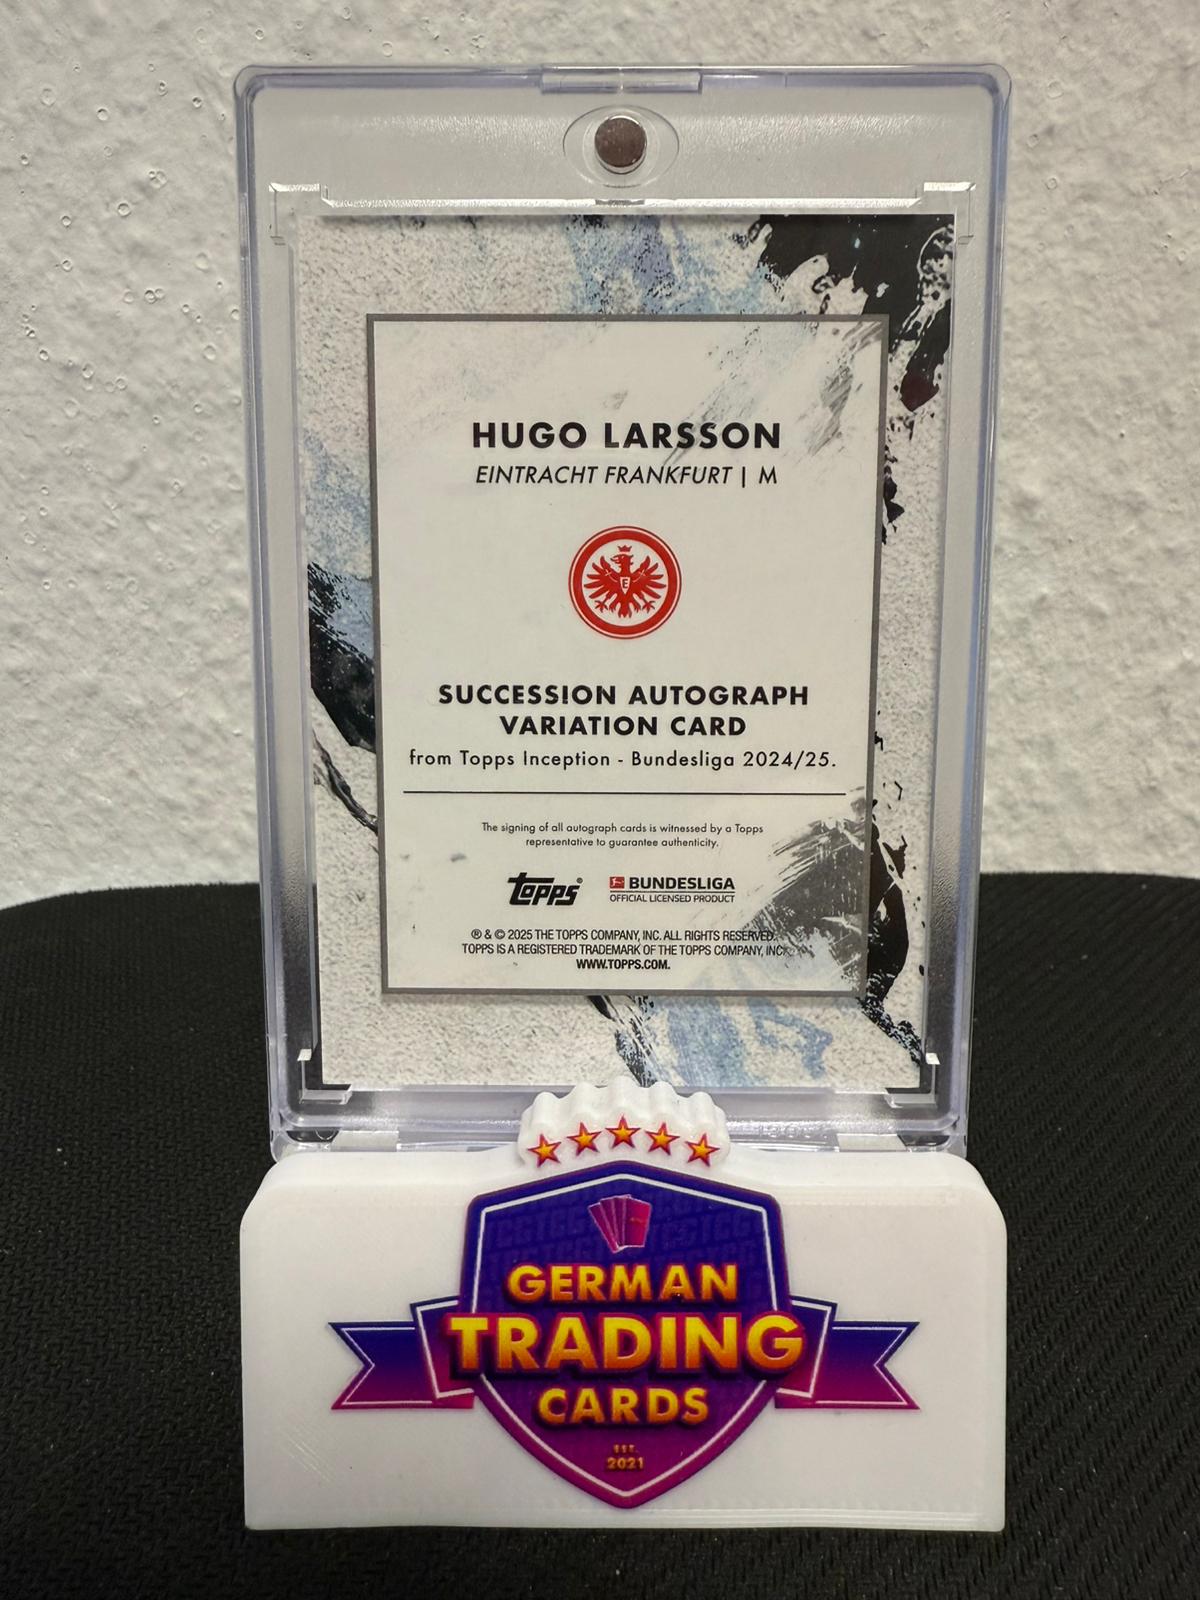 HUGO LARSSON
EINTRACHT FRANKFURT | M
E
SUCCESSION AUTOGRAPH
VARIATION CARD
from Topps Inception - Bundesliga 2024/25.
The signing of all autograph cards is witnessed by a Topps
representative to guarantee authenticity.
Topps®
BUNDESLIGA
OFFICIAL LICENSED PRODUCT
® & © 2025 THE TOPPS COMPANY, INC. ALL RIGHTS RESERVED.
TOPPS IS A REGISTERED TRADEMARK OF THE TOPPS COMPANY, INC.
WWW.TOPPS.COM.
GERMAN
TRADING
CARDS
EST.
2021